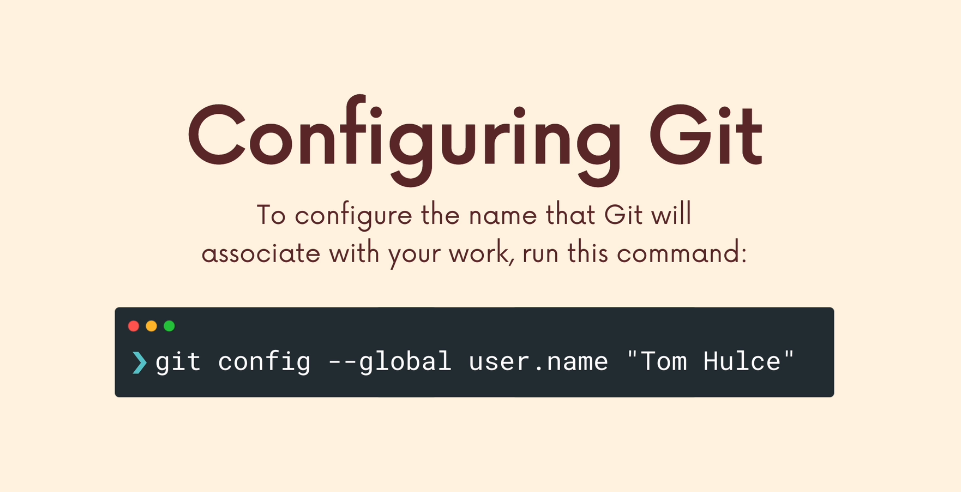 Configuring Git
To configure the name that Git will
associate with your work, run this command:
❯ git config --global user.name "Tom Hulce"